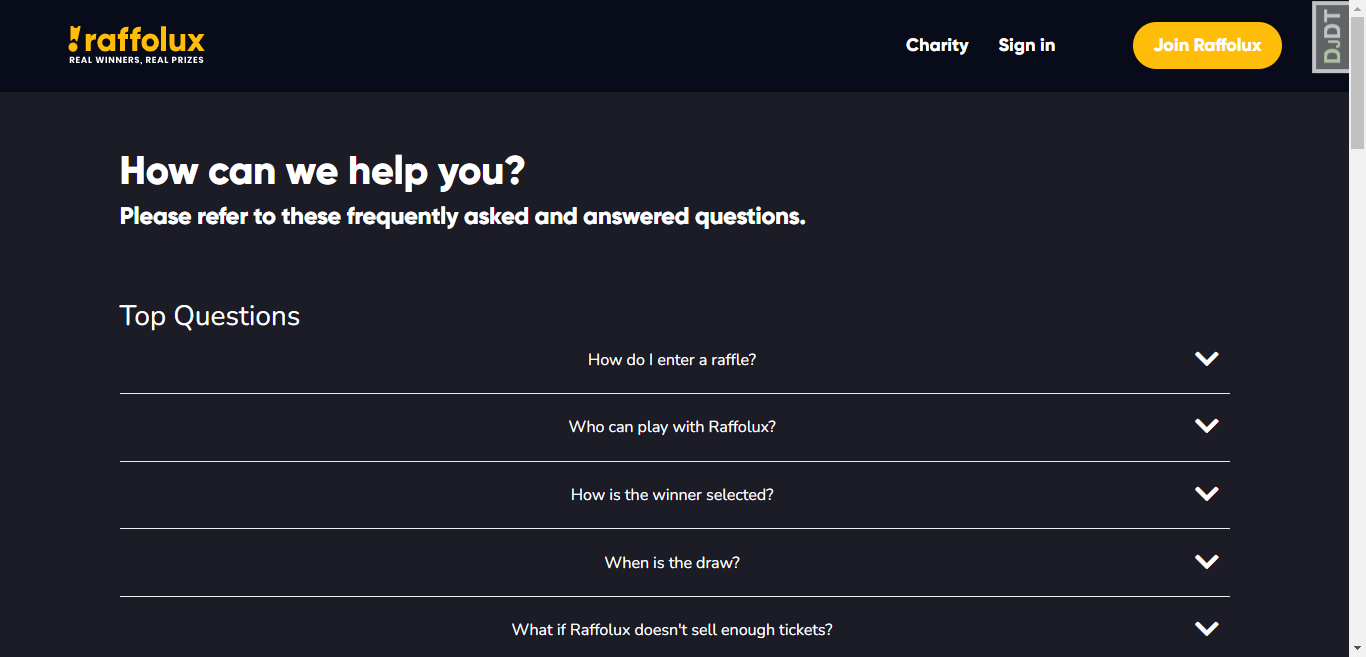 raffolux
REAL WINNERS, REAL PRIZES
Charity
Sign in
Join Raffolux
DjDT
How can we help you?
Please refer to these frequently asked and answered questions.
Top Questions
How do I enter a raffle?
Who can play with Raffolux?
How is the winner selected?
When is the draw?
What if Raffolux doesn't sell enough tickets?